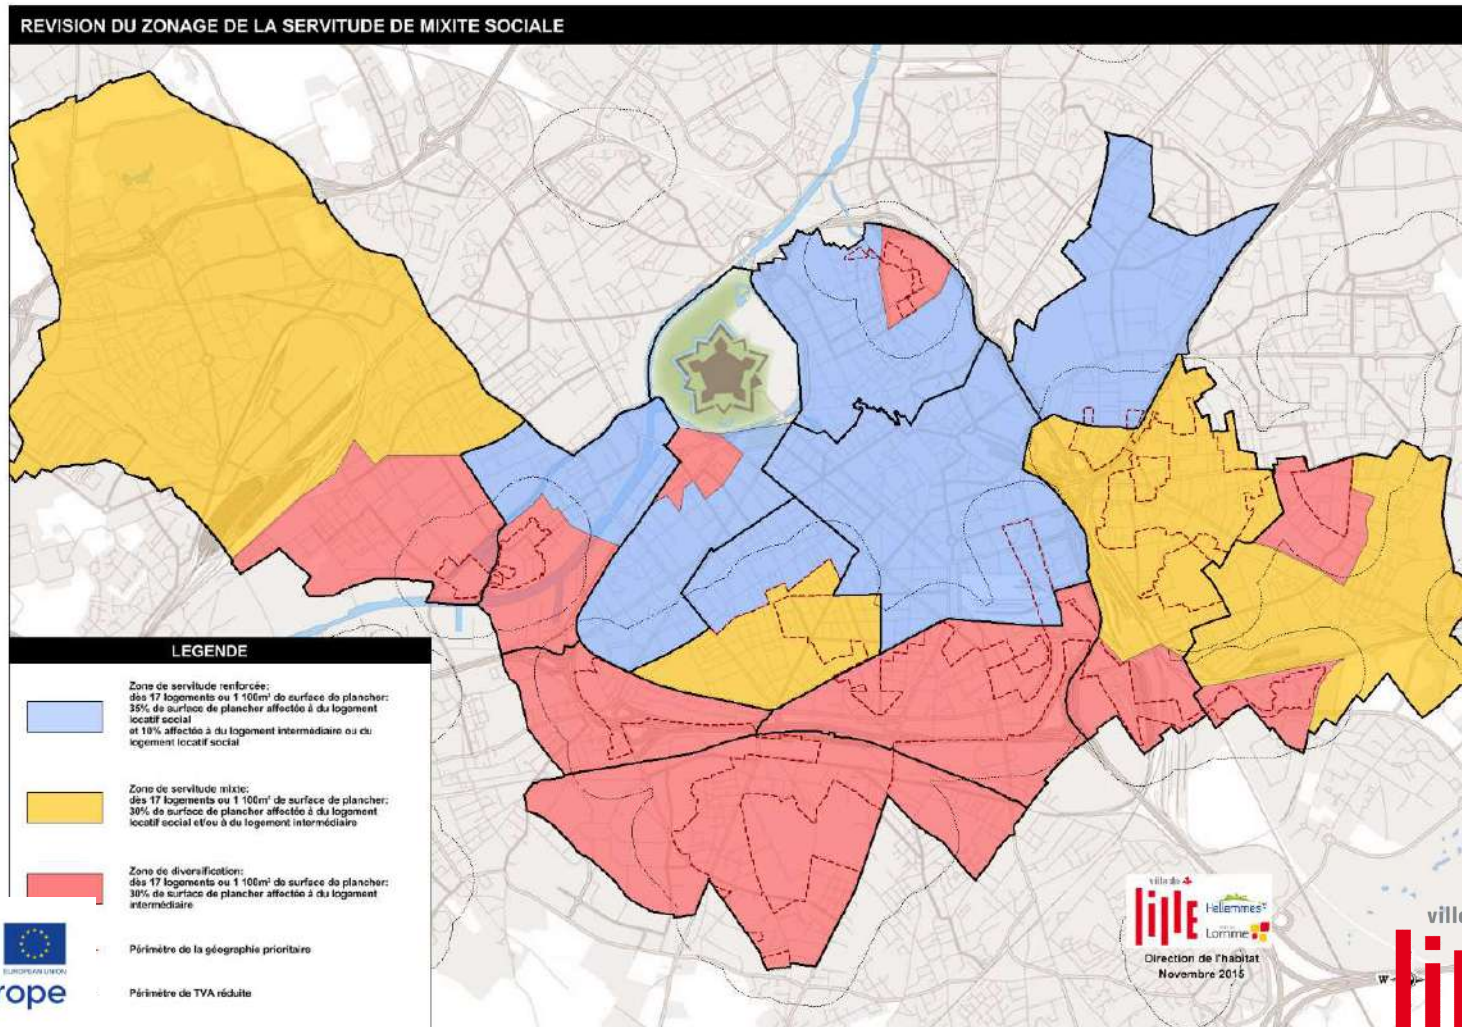 REVISION DU ZONAGE DE LA SERVITUDE DE MIXITE SOCIALE
LEGENDE
Zone de servitude renforcée:
dès 17 logements ou 1 100m² de surface de plancher:
35% de surface de plancher affectée à du logement
locatif social
et 10% affectée à du logement intermédiaire ou du
logement locatif social
Zone de servitude mixte:
dès 17 logements ou 1 100m² de surface de plancher:
30% de surface de plancher affectée à du logement
locatif social et/ou à du logement intermédiaire
Zone de diversification:
dès 17 logements ou 1 100m² de surface de plancher:
30% de surface de plancher affectée à du logement
intermédiaire
Périmètre de la géographie prioritaire
Périmètre de TVA réduite
EUROPEAN UNION
rope
ville de
lillE
Hellemmes
Lomme
Direction de l'habitat
Novembre 2015
W
ville
li